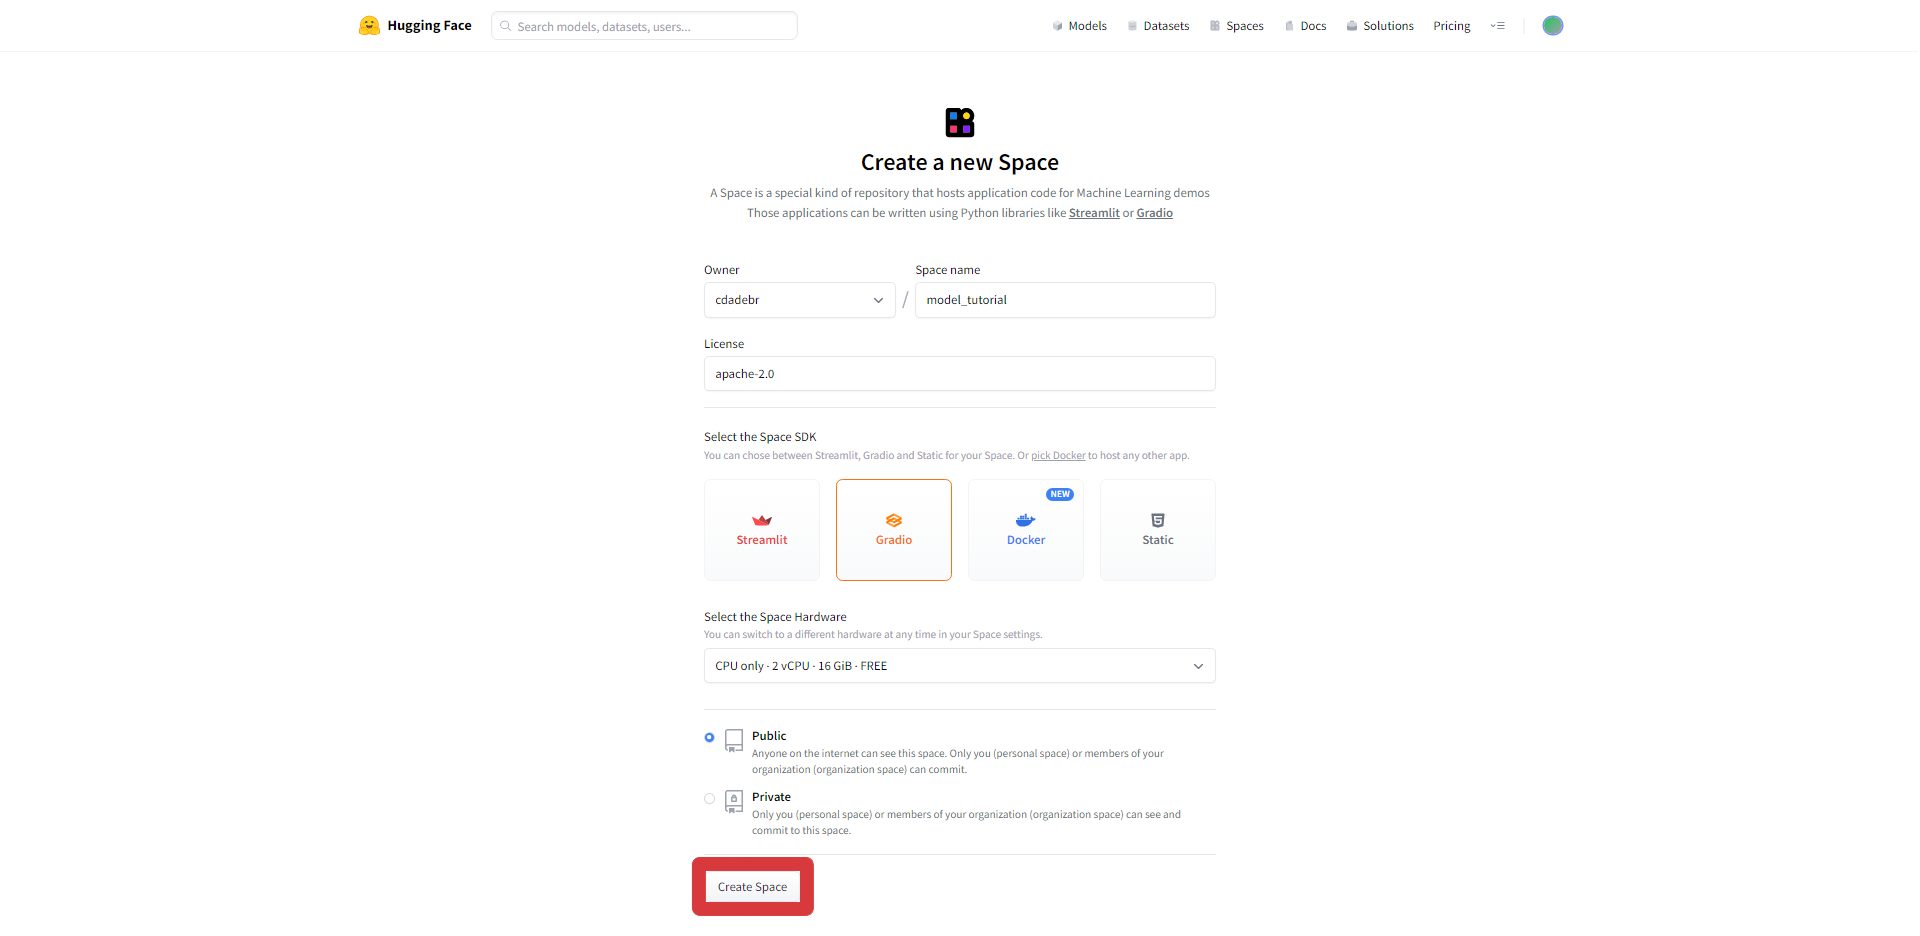 Hugging Face
Search models, datasets, users...
Models
Datasets
Spaces
Docs
Solutions
Pricing
Create a new Space
A Space is a special kind of repository that hosts application code for Machine Learning demos
Those applications can be written using Python libraries like Streamlit or Gradio
Owner
Space name
cdadebr
/
model_tutorial
License
apache-2.0
Select the Space SDK
You can chose between Streamlit, Gradio and Static for your Space. Or pick Docker to host any other app.
NEW
Streamlit
Gradio
Docker
Static
Select the Space Hardware
You can switch to a different hardware at any time in your Space settings.
CPU only · 2 vCPU · 16 GiB · FREE
Public
Anyone on the internet can see this space. Only you (personal space) or members of your
organization (organization space) can commit.
Private
Only you (personal space) or members of your organization (organization space) can see and
commit to this space.
Create Space